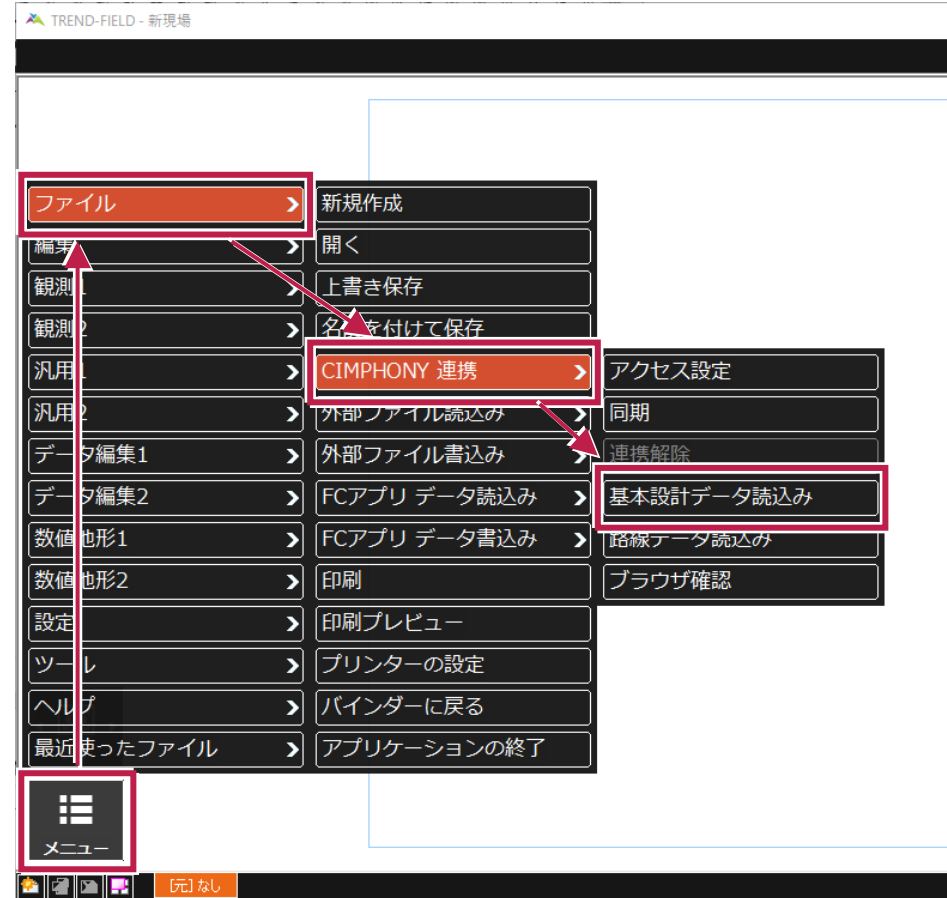 TREND-FIELD - 新現場
ファイル
編集
観測1
観測2
汎用1
汎用2
データ編集1
データ編集2
数値地形1
数値地形2
設定
ツール
ヘルプ
最近使ったファイル
新規作成
開く
上書き保存
名前を付けて保存
CIMPHONY 連携
外部ファイル読込み
外部ファイル書込み
FCアプリ データ読込み
FCアプリ データ書込み
印刷
印刷プレビュー
プリンターの設定
バインダーに戻る
アプリケーションの終了
アクセス設定
同期
連携解除
基本設計データ読込み
路線データ読込み
ブラウザ確認
メニュー
[元] なし